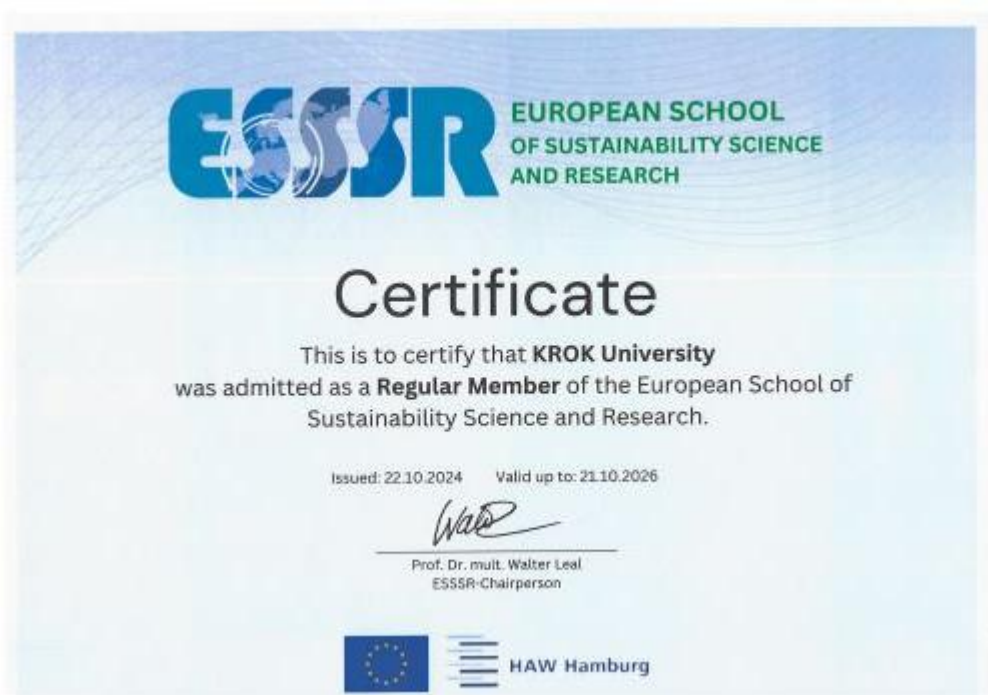 ESSSR
EUROPEAN SCHOOL
OF SUSTAINABILITY SCIENCE
AND RESEARCH
Certificate
This is to certify that KROK University
was admitted as a Regular Member of the European School of
Sustainability Science and Research.
Issued: 22.10.2024 Valid up to: 21.10.2026
Prof. Dr. mult. Walter Leal
ESSSR-Chairperson
HAW Hamburg